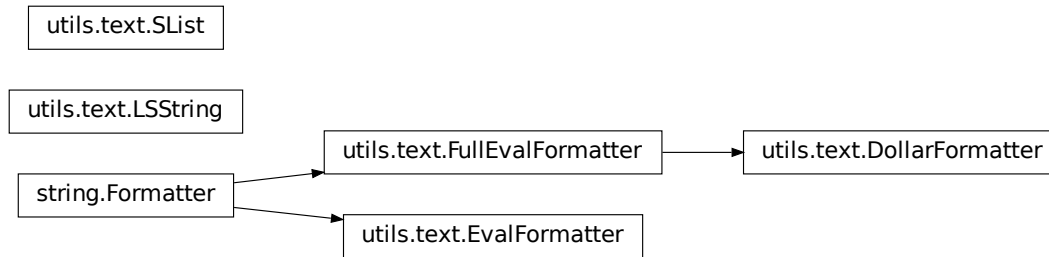 utils.text.SList
utils.text.LSString
utils.text.FullEvalFormatter
utils.text.DollarFormatter
string.Formatter
utils.text.EvalFormatter